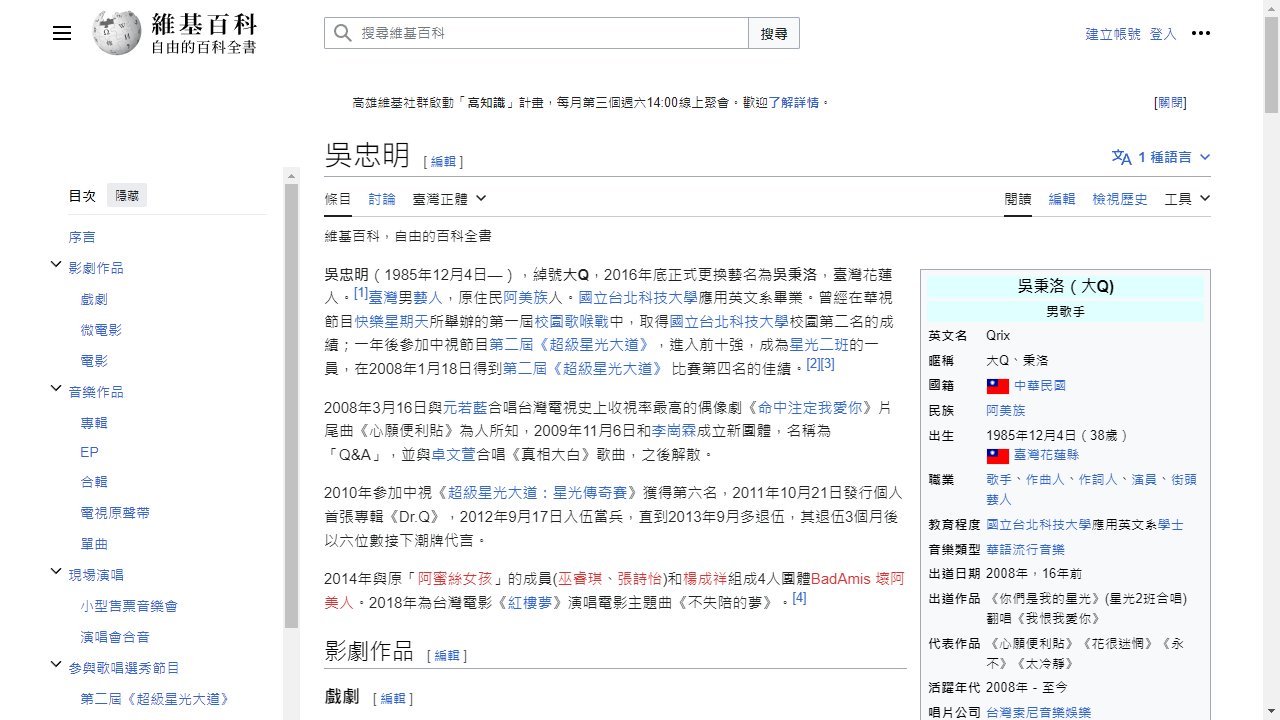 維基百科
自由的百科全書
搜尋維基百科
搜尋
建立帳號 登入
高雄維基社群啟動「高知識」計畫，每月第三個週六14:00線上聚會。歡迎了解詳情。
[關閉]
吳忠明 [編輯]
1 種語言
條目 討論 臺灣正體
閱讀 編輯 檢視歷史 工具
維基百科，自由的百科全書
目次 隱藏
序言
影劇作品
戲劇
微電影
電影
音樂作品
專輯
EP
合輯
電視原聲帶
單曲
現場演唱
小型售票音樂會
演唱會合音
參與歌唱選秀節目
第二屆《超級星光大道》
吳忠明（1985年12月4日—），綽號大Q，2016年底正式更換藝名為吳秉洛，臺灣花蓮
人。[1]臺灣男藝人，原住民阿美族人。國立台北科技大學應用英文系畢業。曾經在華視
節目快樂星期天所舉辦的第一屆校園歌喉戰中，取得國立台北科技大學校園第二名的成
績；一年後參加中視節目第二屆《超級星光大道》，進入前十強，成為星光二班的一
員，在2008年1月18日得到第二屆《超級星光大道》 比賽第四名的佳績。[2][3]
2008年3月16日與元若藍合唱台灣電視史上收視率最高的偶像劇《命中注定我愛你》片
尾曲《心願便利貼》為人所知，2009年11月6日和李崗霖成立新團體，名稱為
「Q&A」，並與卓文萱合唱《真相大白》歌曲，之後解散。
2010年參加中視《超級星光大道：星光傳奇賽》獲得第六名，2011年10月21日發行個人
首張專輯《Dr.Q》，2012年9月17日入伍當兵，直到2013年9月多退伍，其退伍3個月後
以六位數接下潮牌代言。
2014年與原「阿蜜絲女孩」的成員(巫睿琪、張詩怡)和楊成祥組成4人團體BadAmis 壞阿
美人。2018年為台灣電影《紅樓夢》演唱電影主題曲《不失陪的夢》。[4]
影劇作品 [編輯]
戲劇 [編輯]
吳秉洛（大Q)
男歌手
英文名 Qrix
暱稱 大Q、秉洛
國籍 中華民國
民族 阿美族
出生 1985年12月4日（38歲）
臺灣花蓮縣
職業 歌手、作曲人、作詞人、演員、街頭
藝人
教育程度 國立台北科技大學應用英文系學士
音樂類型 華語流行音樂
出道日期 2008年，16年前
出道作品 《你們是我的星光》(星光2班合唱)
翻唱《我恨我愛你》
代表作品 《心願便利貼》《花很迷惘》《永
不》《太冷靜》
活躍年代 2008年 - 至今
唱片公司 台灣索尼音樂娛樂